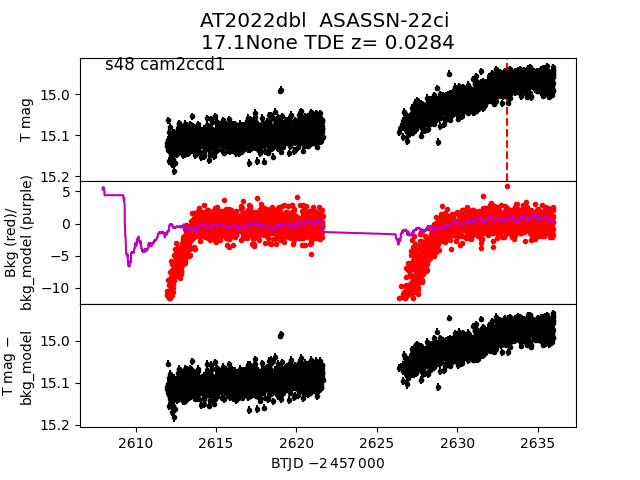 AT2022dbl  ASASSN-22ci
17.1None TDE z= 0.0284
s48 cam2ccd1
T mag
15.0
15.1
15.2
Bkg (red)/
bkg_model (purple)
5
0
−5
−10
T mag −
bkg_model
15.0
15.1
15.2
2610 2615 2620 2625 2630 2635
BTJD −2 457 000